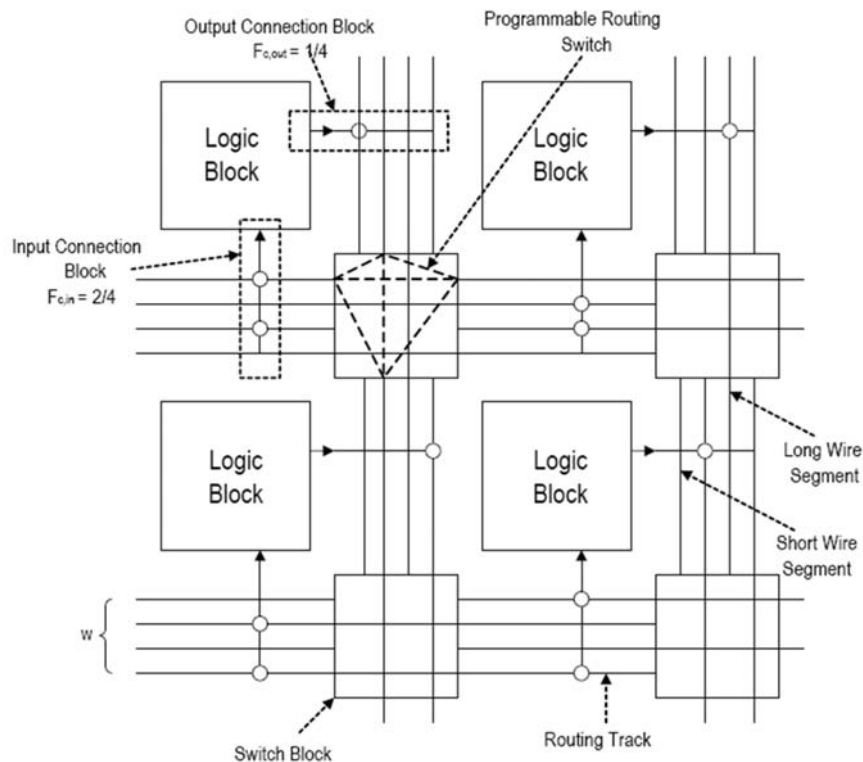 Output Connection Block
Fc,out = 1/4
Programmable Routing
Switch
Logic
Block
Logic
Block
Input Connection
Block
Fc,in = 2/4
Logic
Block
Logic
Block
Long Wire
Segment
Short Wire
Segment
W
Switch Block
Routing Track